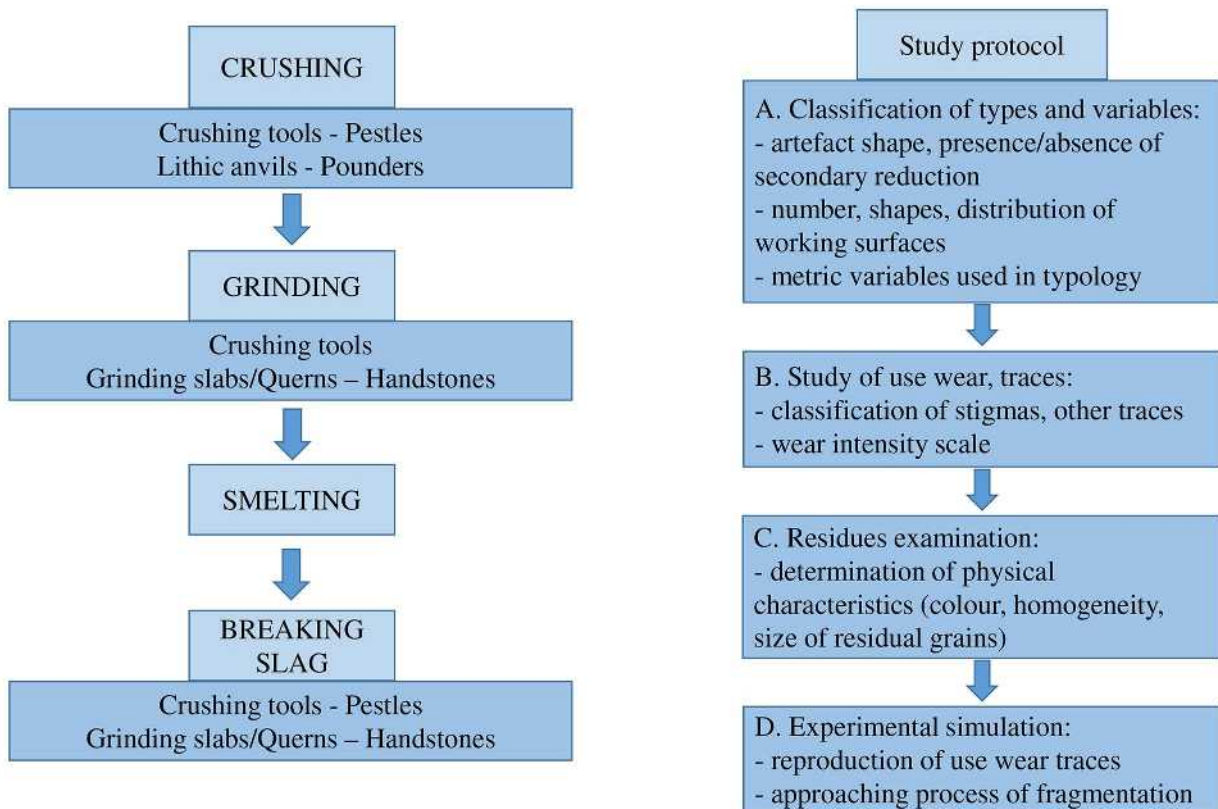 CRUSHING
Crushing tools - Pestles
Lithic anvils - Pounders
GRINDING
Crushing tools
Grinding slabs/Querns – Handstones
SMELTING
BREAKING
SLAG
Crushing tools - Pestles
Grinding slabs/Querns – Handstones
Study protocol
A. Classification of types and variables:
- artefact shape, presence/absence of
secondary reduction
- number, shapes, distribution of
working surfaces
- metric variables used in typology
B. Study of use wear, traces:
- classification of stigmas, other traces
- wear intensity scale
C. Residues examination:
- determination of physical
characteristics (colour, homogeneity,
size of residual grains)
D. Experimental simulation:
- reproduction of use wear traces
- approaching process of fragmentation